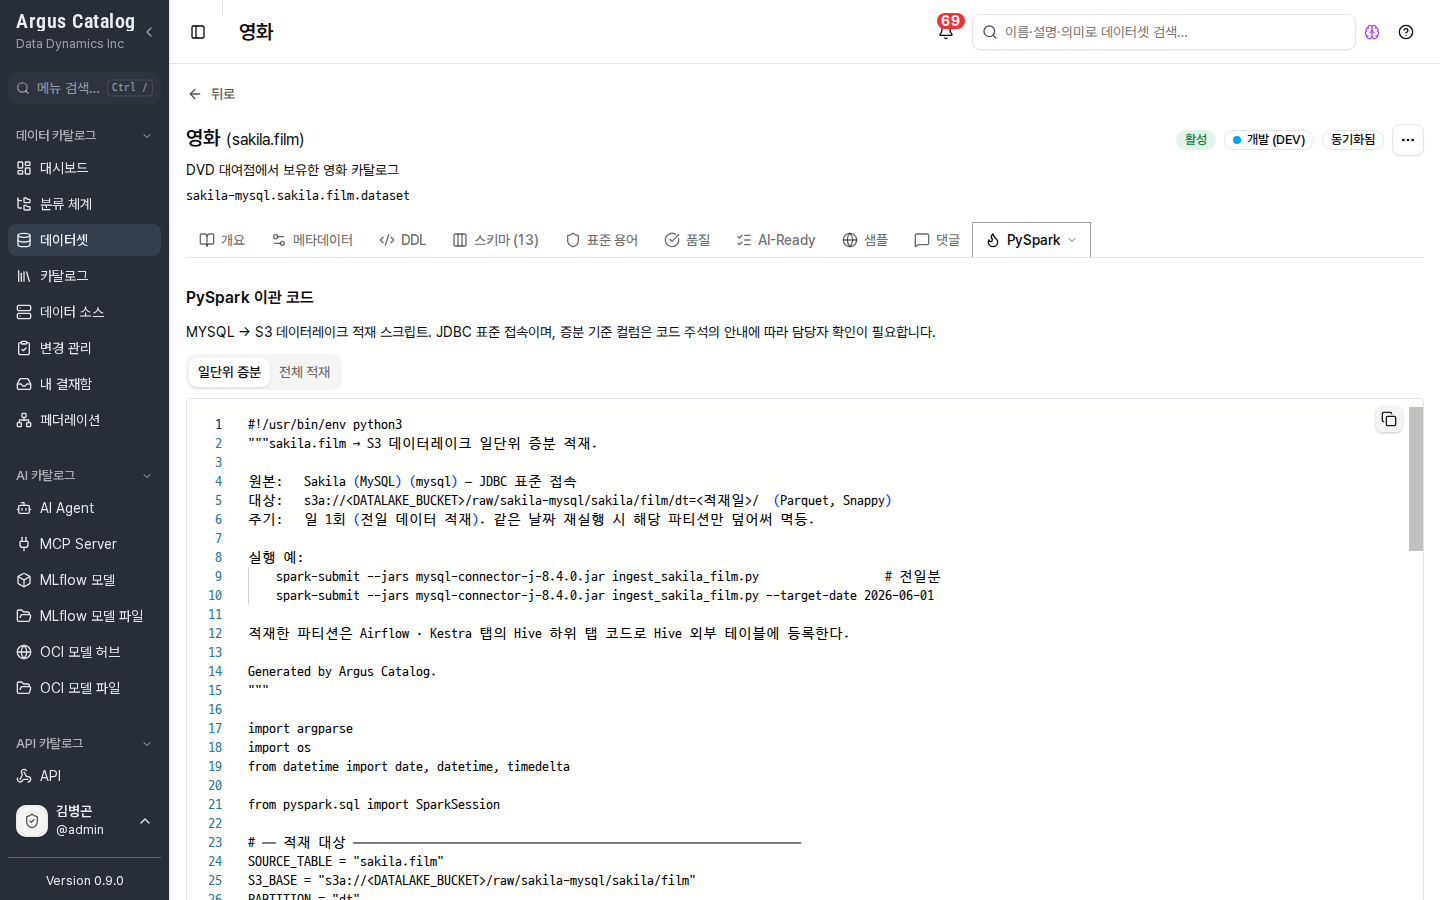 Argus Catalog
Data Dynamics Inc
메뉴 검색... Ctrl /
데이터 카탈로그
대시보드
분류 체계
데이터셋
카탈로그
데이터 소스
변경 관리
내 결재함
페더레이션
AI 카탈로그
AI Agent
MCP Server
MLflow 모델
MLflow 모델 파일
OCI 모델 허브
OCI 모델 파일
API 카탈로그
API
김병곤
@admin
Version 0.9.0
영화
69
이름·설명·의미로 데이터셋 검색...
뒤로
영화 (sakila.film)
활성 개발 (DEV) 동기화됨
DVD 대여점에서 보유한 영화 카탈로그
sakila-mysql.sakila.film.dataset
개요 메타데이터 DDL 스키마 (13) 표준 용어 품질 AI-Ready 샘플 댓글 PySpark
PySpark 이관 코드
MYSQL → S3 데이터레이크 적재 스크립트. JDBC 표준 접속이며, 증분 기준 컬럼은 코드 주석의 안내에 따라 담당자 확인이 필요합니다.
일단위 증분 전체 적재
1 #!/usr/bin/env python3
2 """sakila.film → S3 데이터레이크 일단위 증분 적재.
3
4 원본: Sakila (MySQL) (mysql) — JDBC 표준 접속
5 대상: s3a://<DATALAKE_BUCKET>/raw/sakila-mysql/sakila/film/dt=<적재일>/ (Parquet, Snappy)
6 주기: 일 1회 (전일 데이터 적재). 같은 날짜 재실행 시 해당 파티션만 덮어써 멱등.
7
8 실행 예:
9 spark-submit --jars mysql-connector-j-8.4.0.jar ingest_sakila_film.py # 전일분
10 spark-submit --jars mysql-connector-j-8.4.0.jar ingest_sakila_film.py --target-date 2026-06-01
11
12 적재한 파티션은 Airflow · Kestra 탭의 Hive 하위 탭 코드로 Hive 외부 테이블에 등록한다.
13
14 Generated by Argus Catalog.
15 """
16
17 import argparse
18 import os
19 from datetime import date, datetime, timedelta
20
21 from pyspark.sql import SparkSession
22
23 # ── 적재 대상 ────────────────────────────────────────────────────────────────
24 SOURCE_TABLE = "sakila.film"
25 S3_BASE = "s3a://<DATALAKE_BUCKET>/raw/sakila-mysql/sakila/film"
26 PARTITION = "dt"